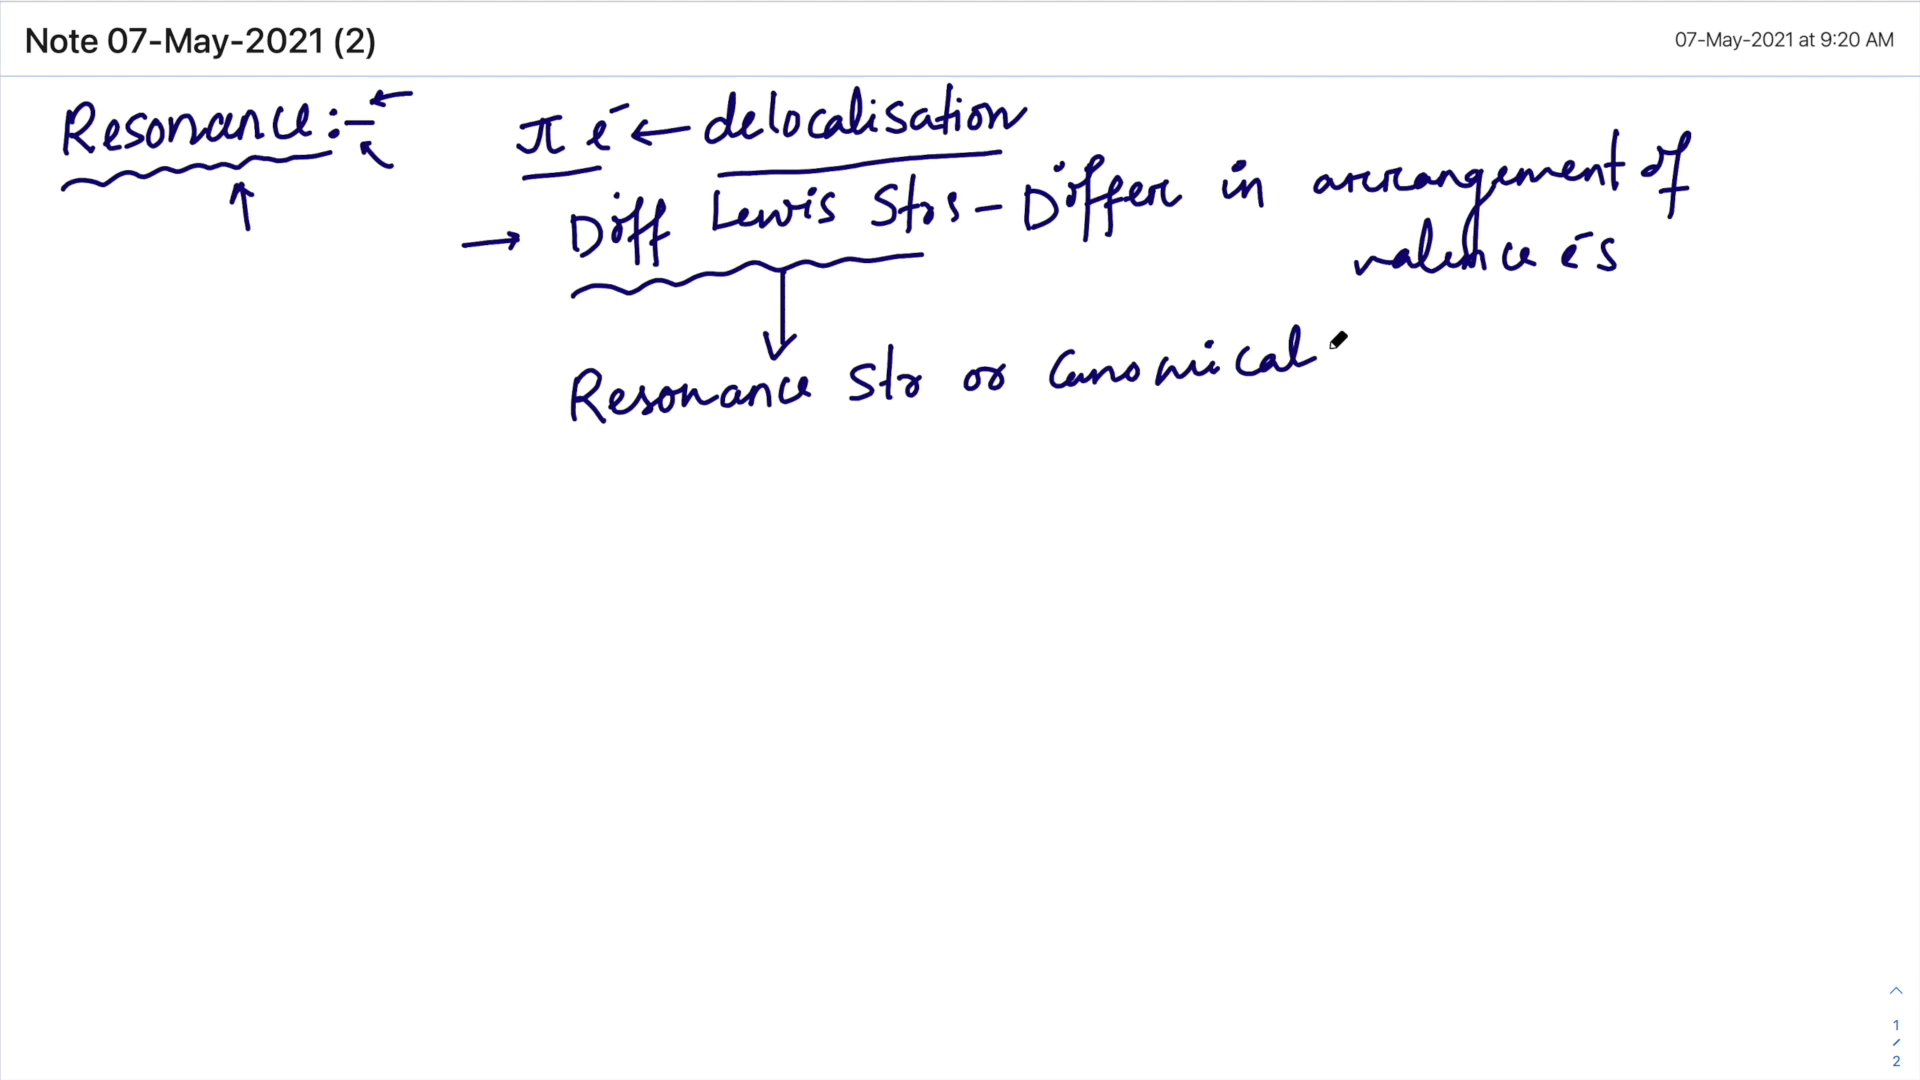 Note 07-May-2021 (2)
07-May-2021 at 9:20 AM
Resonance :- π e⁻ ← delocalisation
→ Diff Lewis Strs - Differ in arrangement of
valence e⁻s
Resonance Str or Canonical
1
/
2